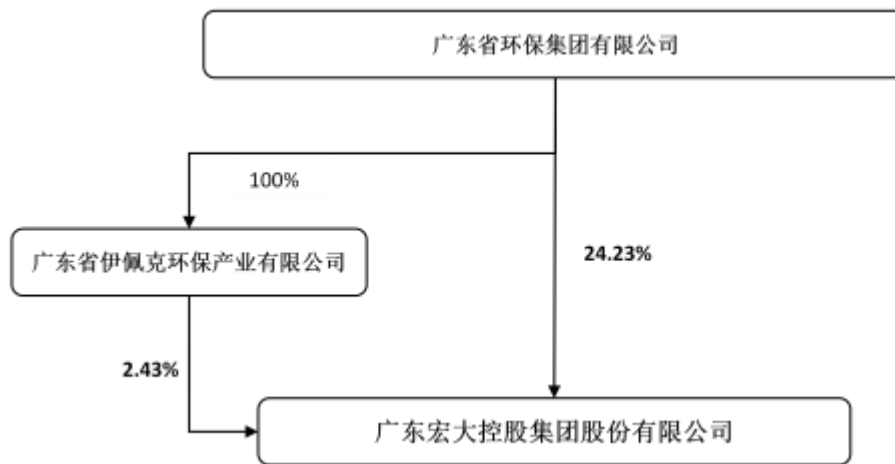 广东省环保集团有限公司
100%
广东省伊佩克环保产业有限公司
24.23%
2.43%
广东宏大控股集团股份有限公司